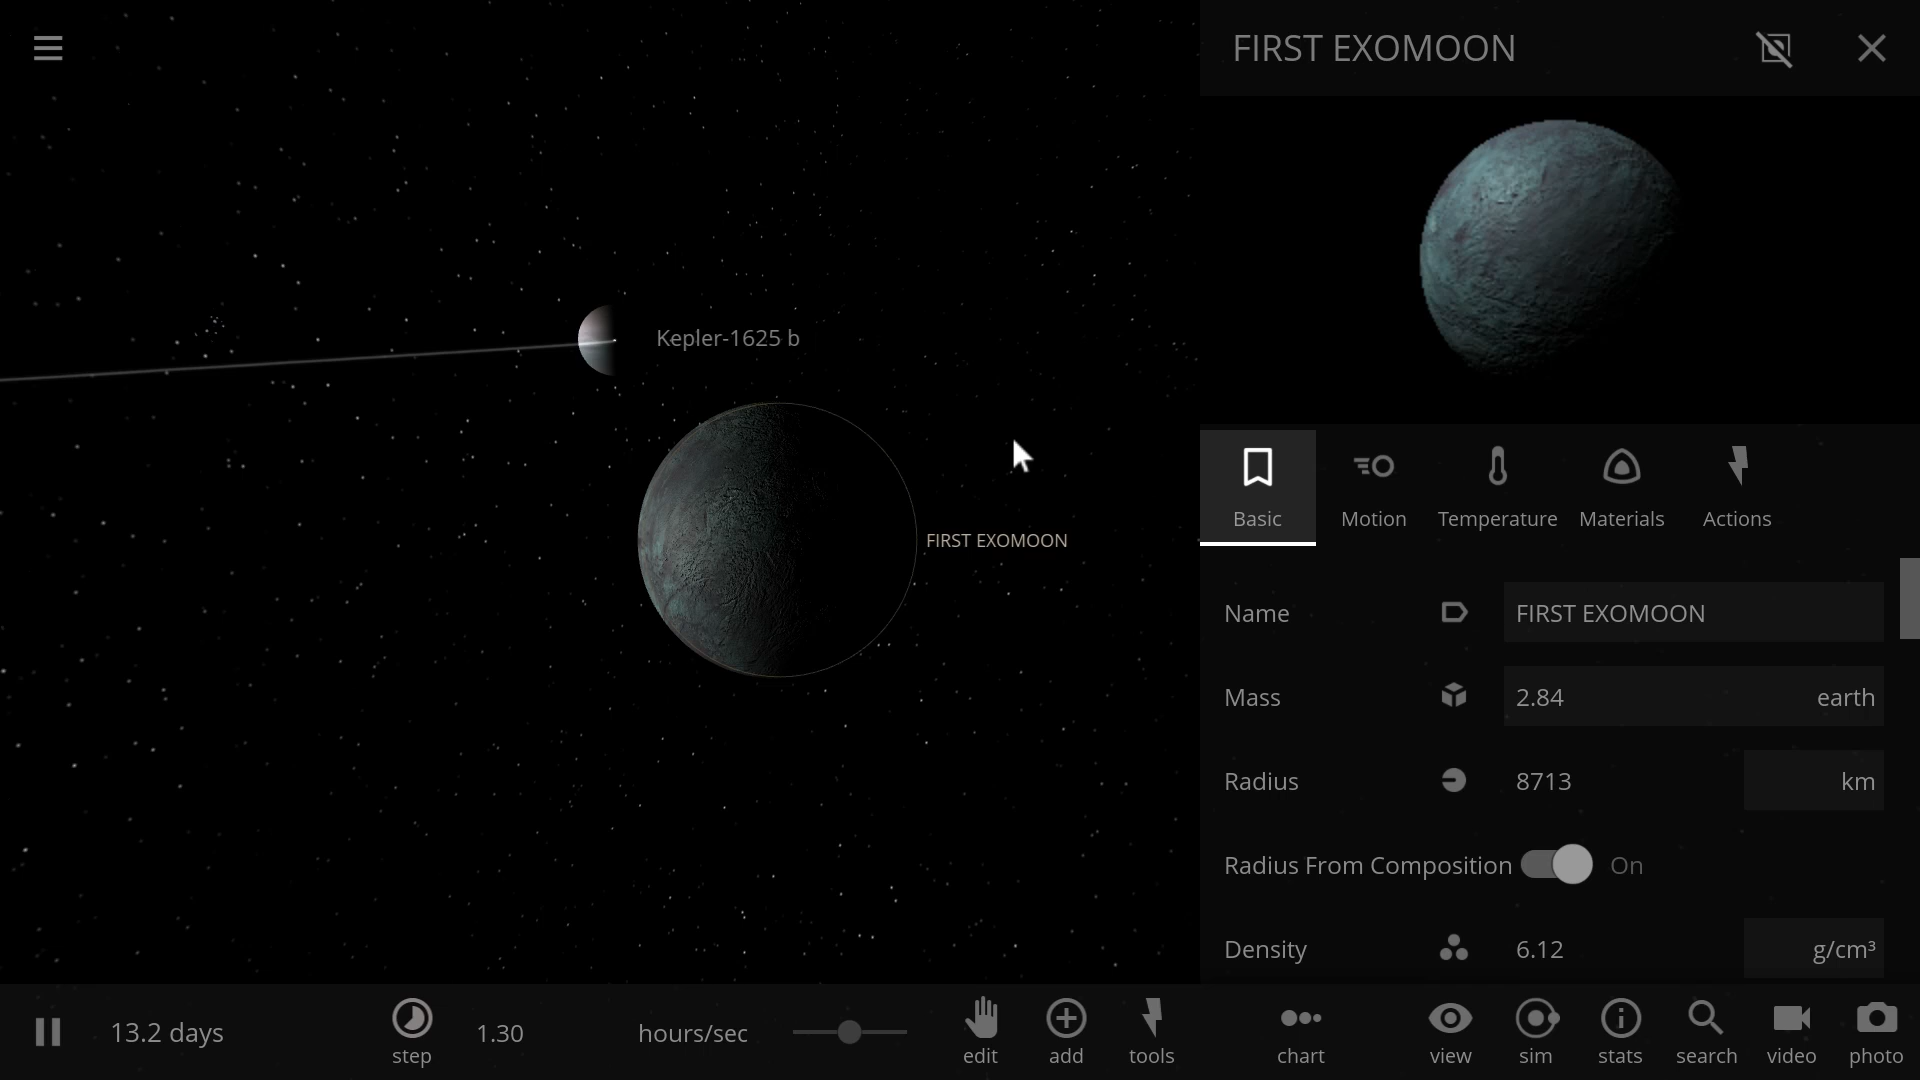 FIRST EXOMOON
Kepler-1625 b
FIRST EXOMOON
Basic
Motion
Temperature
Materials
Actions
Name FIRST EXOMOON
Mass 2.84 earth
Radius 8713 km
Radius From Composition On
Density 6.12 g/cm³
13.2 days
step
1.30 hours/sec
edit
add
tools
chart
view
sim
stats
search
video
photo